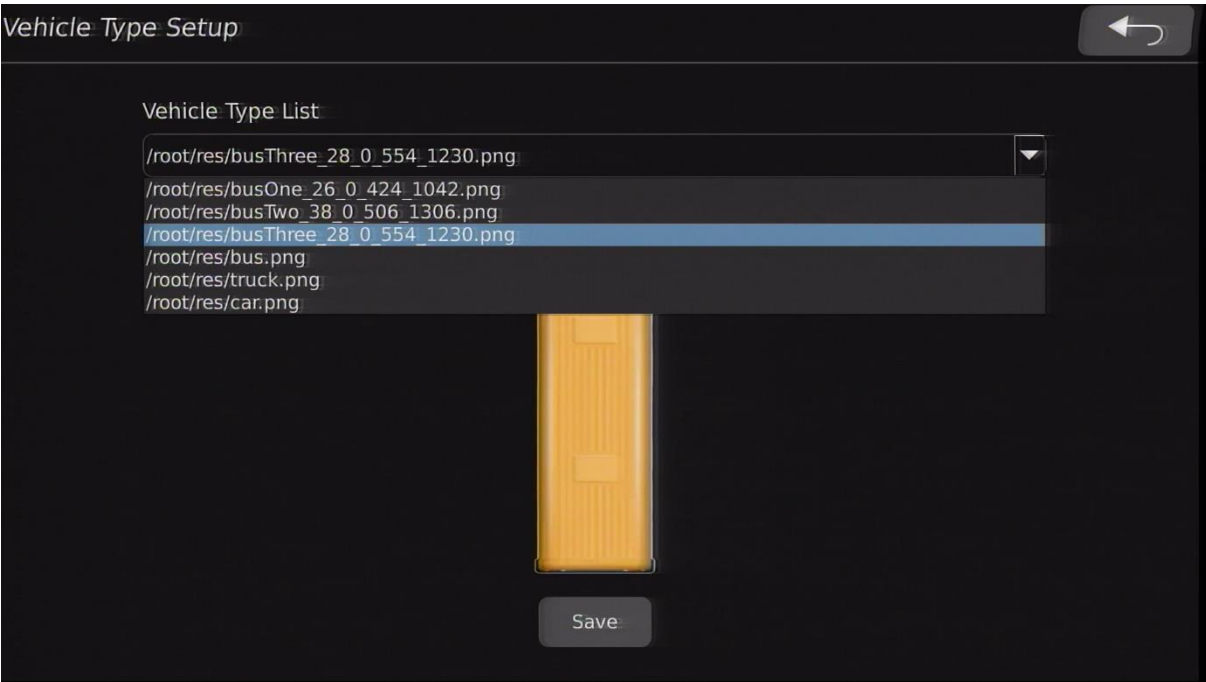 Vehicle Type Setup
Vehicle Type List
/root/res/busThree_28_0_554_1230.png
/root/res/busOne_26_0_424_1042.png
/root/res/busTwo_38_0_506_1306.png
/root/res/busThree_28_0_554_1230.png
/root/res/bus.png
/root/res/truck.png
/root/res/car.png
Save